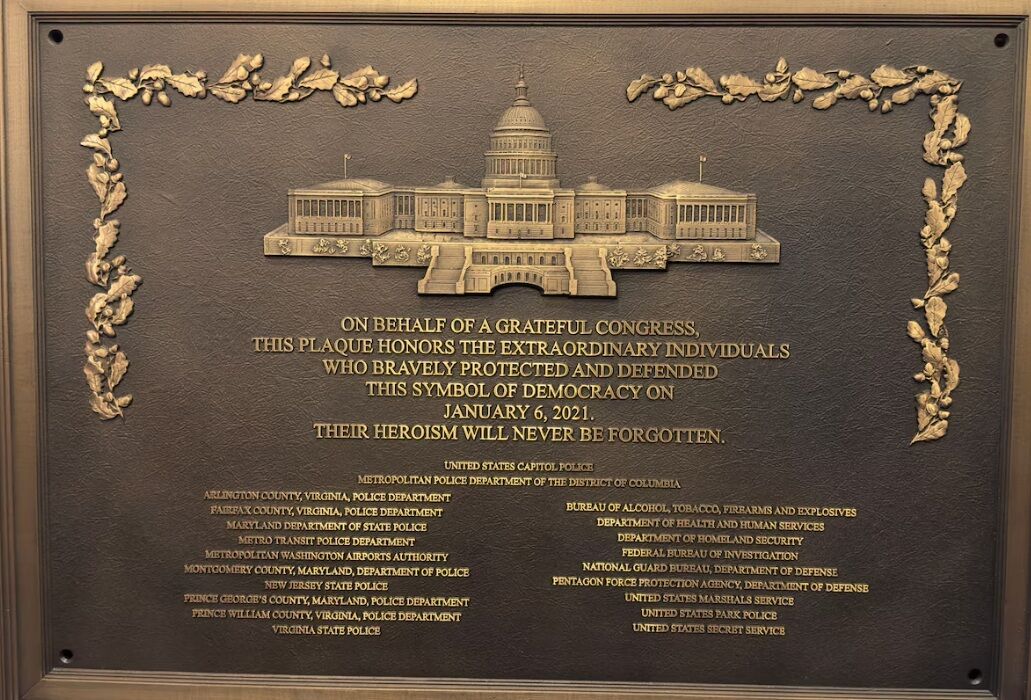 ON BEHALF OF A GRATEFUL CONGRESS,
THIS PLAQUE HONORS THE EXTRAORDINARY INDIVIDUALS
WHO BRAVELY PROTECTED AND DEFENDED
THIS SYMBOL OF DEMOCRACY ON
JANUARY 6, 2021.
THEIR HEROISM WILL NEVER BE FORGOTTEN.
UNITED STATES CAPITOL POLICE
METROPOLITAN POLICE DEPARTMENT OF THE DISTRICT OF COLUMBIA
ARLINGTON COUNTY, VIRGINIA, POLICE DEPARTMENT
FAIRFAX COUNTY, VIRGINIA, POLICE DEPARTMENT
MARYLAND DEPARTMENT OF STATE POLICE
METRO TRANSIT POLICE DEPARTMENT
METROPOLITAN WASHINGTON AIRPORTS AUTHORITY
MONTGOMERY COUNTY, MARYLAND, DEPARTMENT OF POLICE
NEW JERSEY STATE POLICE
PRINCE GEORGE'S COUNTY, MARYLAND, POLICE DEPARTMENT
PRINCE WILLIAM COUNTY, VIRGINIA, POLICE DEPARTMENT
VIRGINIA STATE POLICE
BUREAU OF ALCOHOL, TOBACCO, FIREARMS AND EXPLOSIVES
DEPARTMENT OF HEALTH AND HUMAN SERVICES
DEPARTMENT OF HOMELAND SECURITY
FEDERAL BUREAU OF INVESTIGATION
NATIONAL GUARD BUREAU, DEPARTMENT OF DEFENSE
PENTAGON FORCE PROTECTION AGENCY, DEPARTMENT OF DEFENSE
UNITED STATES MARSHALS SERVICE
UNITED STATES PARK POLICE
UNITED STATES SECRET SERVICE